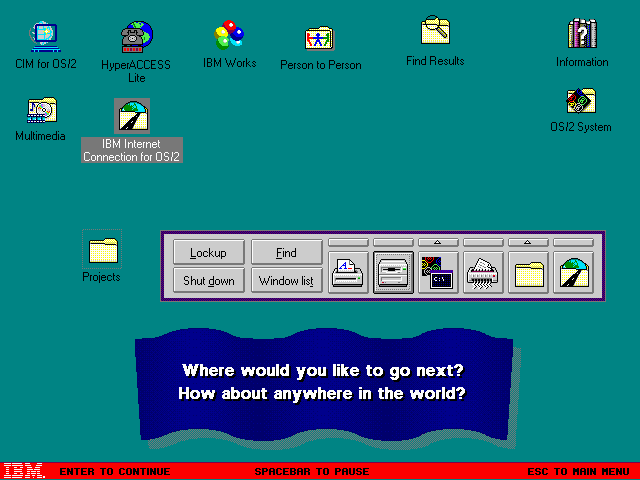 CIM for OS/2
HyperACCESS
Lite
IBM Works
Person to Person
Find Results
Information
Multimedia
IBM Internet
Connection for OS/2
OS/2 System
Projects
Lockup
Find
Shut down
Window list
C:\
Where would you like to go next?
How about anywhere in the world?
IBM. ENTER TO CONTINUE SPACEBAR TO PAUSE ESC TO MAIN MENU